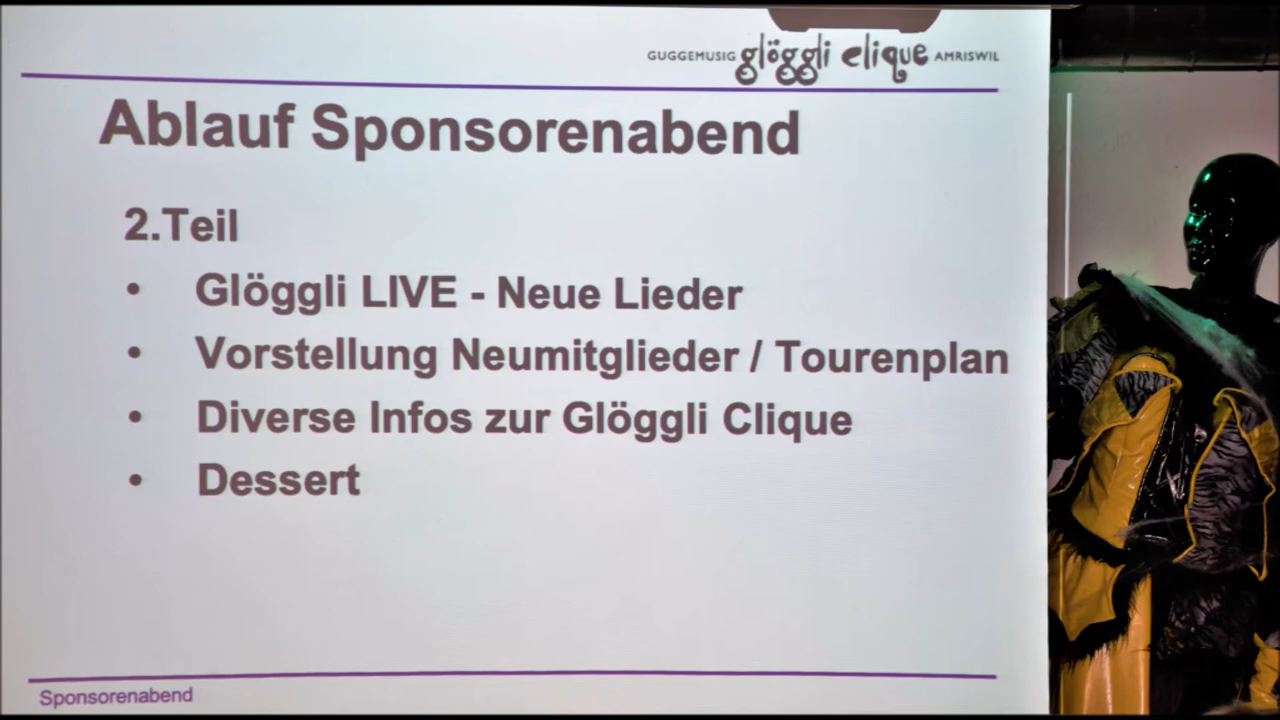 GUGGEMUSIG glöggli clique AMRISWIL
Ablauf Sponsorenabend
2.Teil
• Glöggli LIVE - Neue Lieder
• Vorstellung Neumitglieder / Tourenplan
• Diverse Infos zur Glöggli Clique
• Dessert
Sponsorenabend